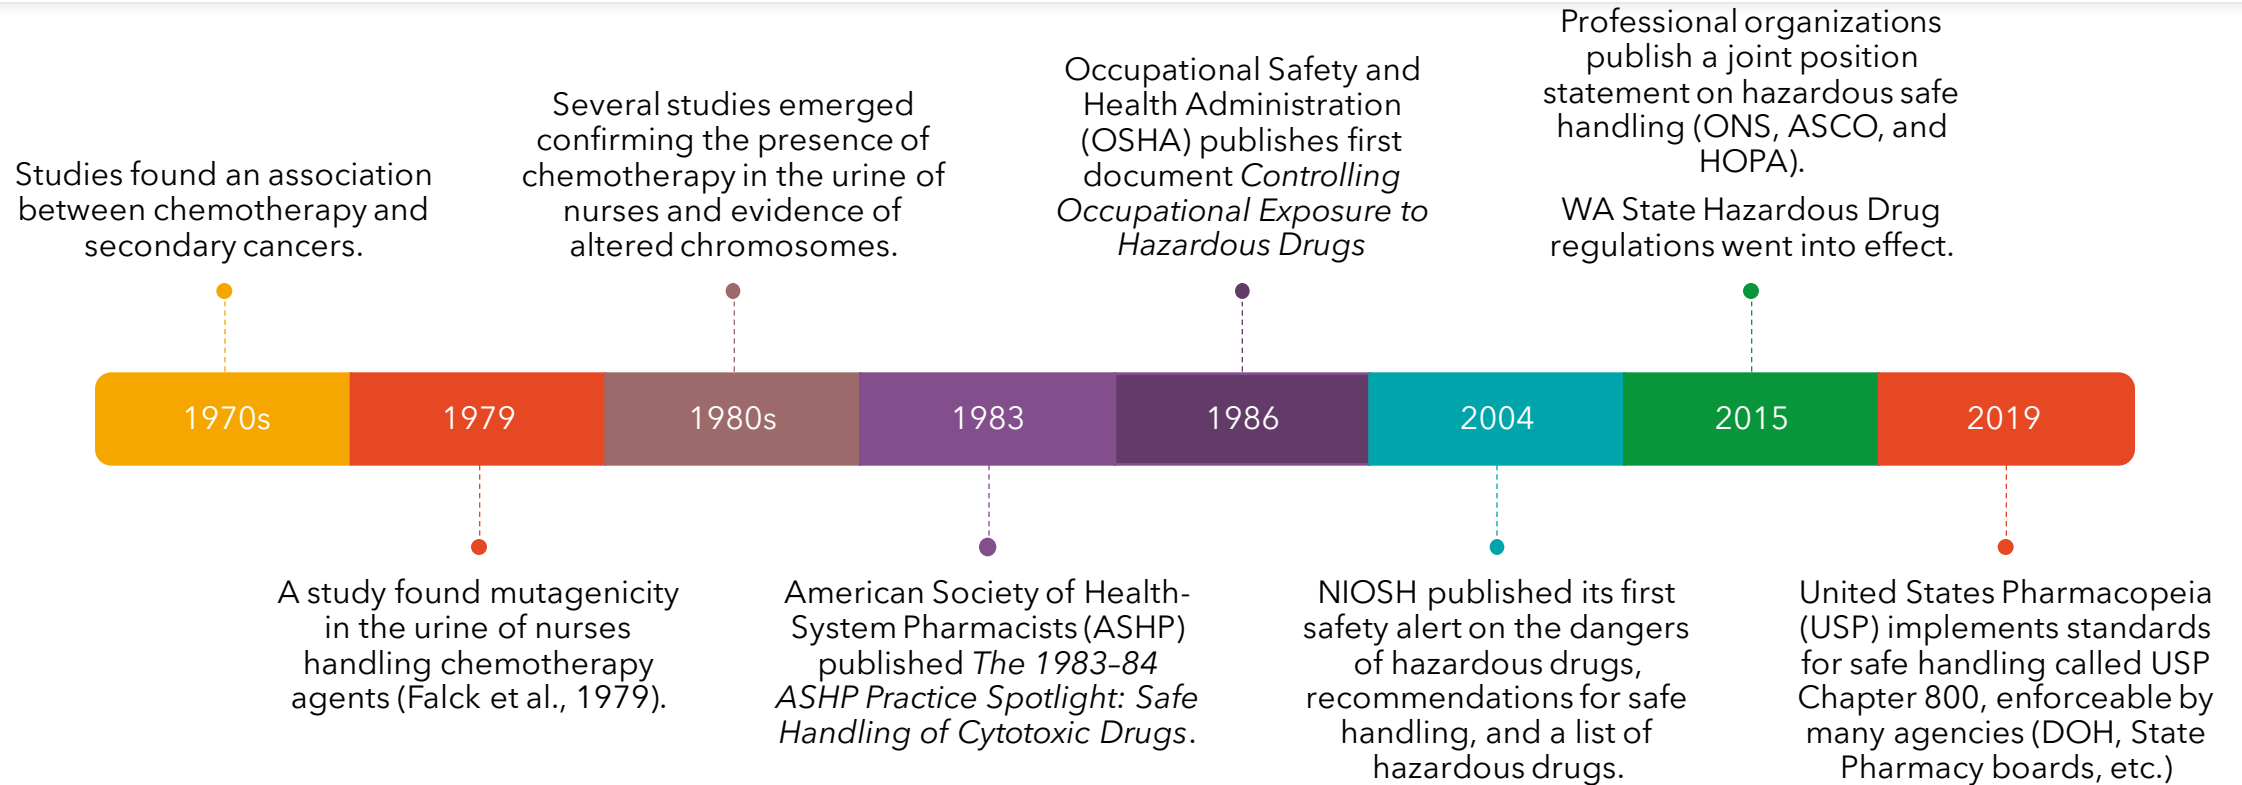 Studies found an association
between chemotherapy and
secondary cancers.
Several studies emerged
confirming the presence of
chemotherapy in the urine of
nurses and evidence of
altered chromosomes.
Occupational Safety and
Health Administration
(OSHA) publishes first
document Controlling
Occupational Exposure to
Hazardous Drugs
Professional organizations
publish a joint position
statement on hazardous safe
handling (ONS, ASCO, and
HOPA).
WA State Hazardous Drug
regulations went into effect.
1970s
1979
1980s
1983
1986
2004
2015
2019
A study found mutagenicity
in the urine of nurses
handling chemotherapy
agents (Falck et al., 1979).
American Society of Health-
System Pharmacists (ASHP)
published The 1983–84
ASHP Practice Spotlight: Safe
Handling of Cytotoxic Drugs.
NIOSH published its first
safety alert on the dangers
of hazardous drugs,
recommendations for safe
handling, and a list of
hazardous drugs.
United States Pharmacopeia
(USP) implements standards
for safe handling called USP
Chapter 800, enforceable by
many agencies (DOH, State
Pharmacy boards, etc.)